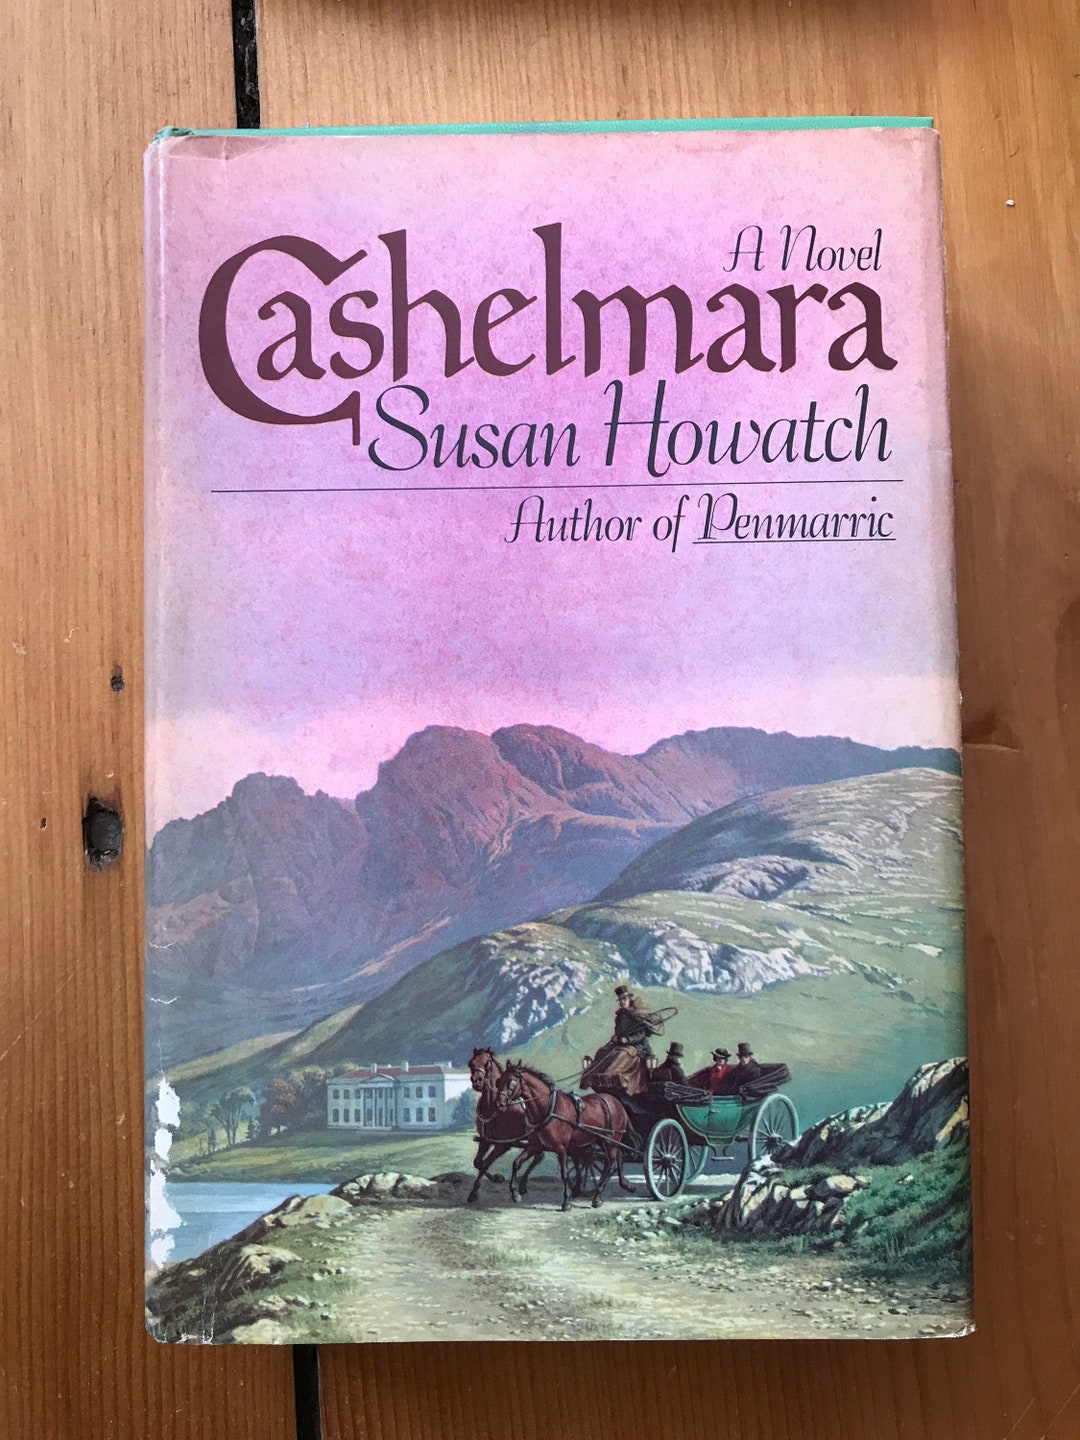 A Novel
Cashelmara
Susan Howatch
Author of Penmarric